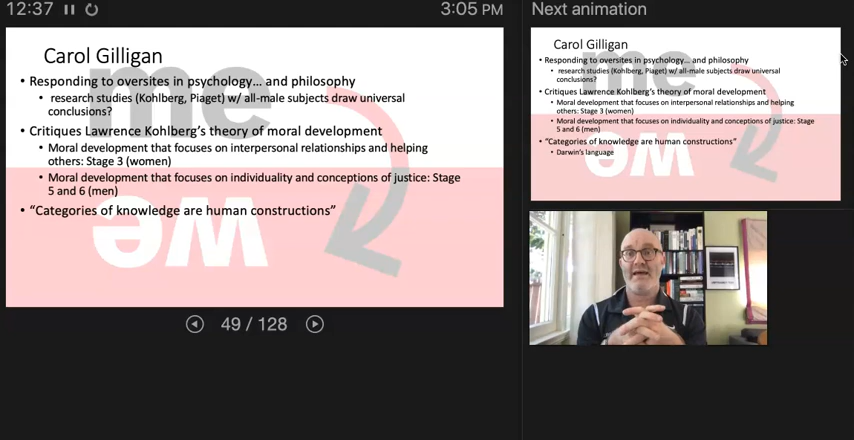 12:37
3:05 PM
Next animation
Carol Gilligan
• Responding to oversites in psychology... and philosophy
• research studies (Kohlberg, Piaget) w/ all-male subjects draw universal
conclusions?
• Critiques Lawrence Kohlberg's theory of moral development
• Moral development that focuses on interpersonal relationships and helping
others: Stage 3 (women)
• Moral development that focuses on individuality and conceptions of justice: Stage
5 and 6 (men)
• "Categories of knowledge are human constructions"
me
we
49 / 128
Carol Gilligan
• Responding to oversites in psychology... and philosophy
• research studies (Kohlberg, Piaget) w/ all-male subjects draw universal
conclusions?
• Critiques Lawrence Kohlberg's theory of moral development
• Moral development that focuses on interpersonal relationships and helping
others: Stage 3 (women)
• Moral development that focuses on individuality and conceptions of justice: Stage
5 and 6 (men)
• "Categories of knowledge are human constructions"
• Darwin's language
me
we